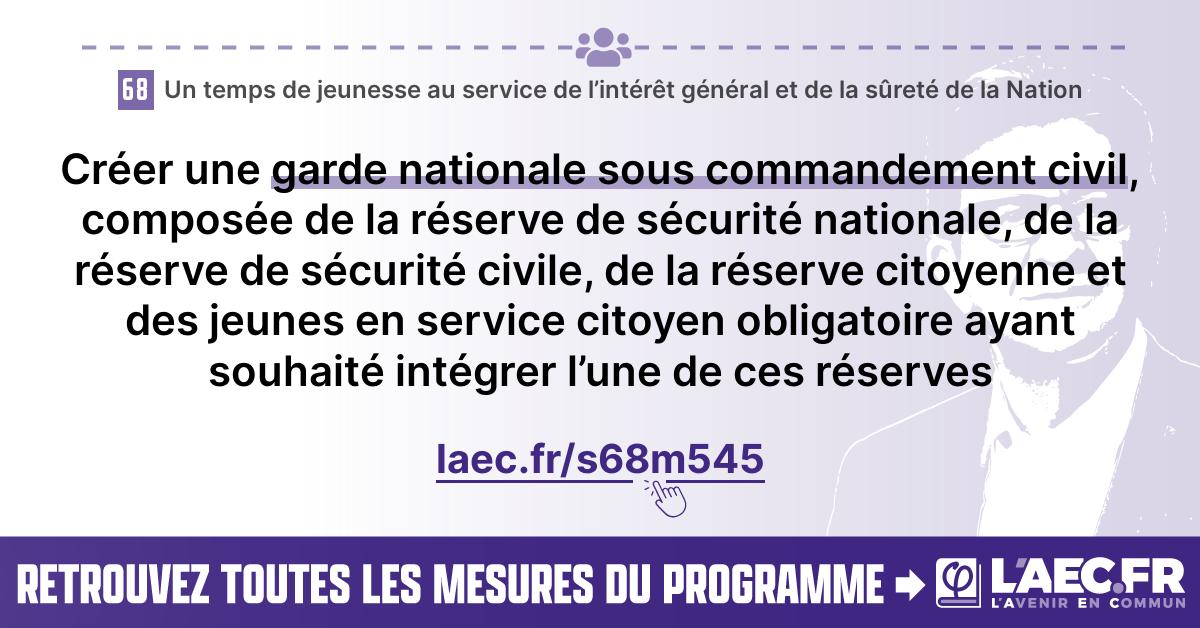 68 Un temps de jeunesse au service de l’intérêt général et de la sûreté de la Nation
Créer une garde nationale sous commandement civil,
composée de la réserve de sécurité nationale, de la
réserve de sécurité civile, de la réserve citoyenne et
des jeunes en service citoyen obligatoire ayant
souhaité intégrer l’une de ces réserves
laec.fr/s68m545
RETROUVEZ TOUTES LES MESURES DU PROGRAMME
φ L'AEC.FR
L'AVENIR EN COMMUN